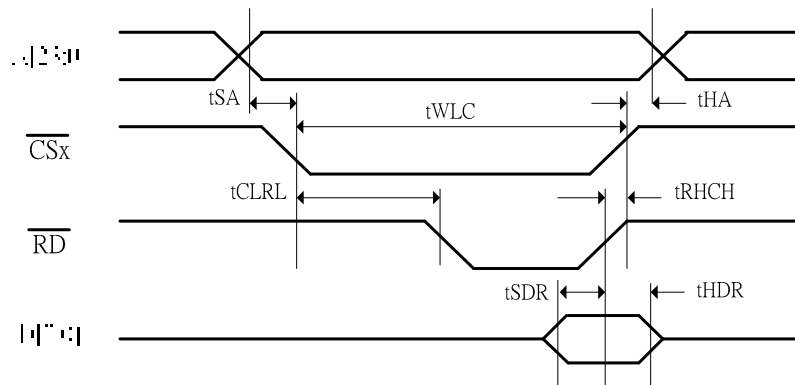 tSA
tWLC
tHA
CSx
tCLRL
tRHCH
RD
tSDR
tHDR